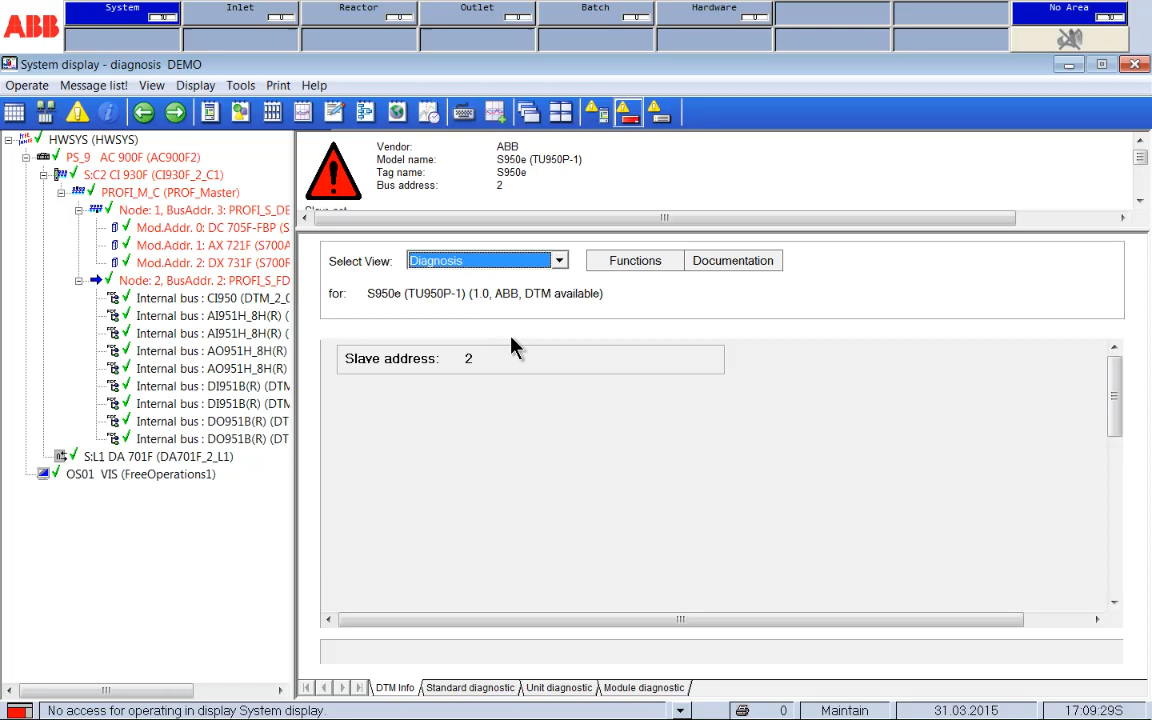 System Inlet Reactor Outlet Batch Hardware No Area
10 0 0 0 0 0 10
ABB
System display - diagnosis DEMO
Operate Message list! View Display Tools Print Help
HWSYS (HWSYS)
PS_9 AC 900F (AC900F2)
S:C2 CI 930F (CI930F_2_C1)
PROFI_M_C (PROF_Master)
Node: 1, BusAddr. 3: PROFI_S_DE
Mod.Addr. 0: DC 705F-FBP (S
Mod.Addr. 1: AX 721F (S700A
Mod.Addr. 2: DX 731F (S700F
Node: 2, BusAddr. 2: PROFI_S_FD
Internal bus : CI950 (DTM_2_C
Internal bus : AI951H_8H(R) (
Internal bus : AI951H_8H(R) (
Internal bus : AO951H_8H(R)
Internal bus : AO951H_8H(R)
Internal bus : DI951B(R) (DTM
Internal bus : DI951B(R) (DTM
Internal bus : DO951B(R) (DT
Internal bus : DO951B(R) (DT
S:L1 DA 701F (DA701F_2_L1)
OS01 VIS (FreeOperations1)
Vendor: ABB
Model name: S950e (TU950P-1)
Tag name: S950e
Bus address: 2
Select View: Diagnosis Functions Documentation
for: S950e (TU950P-1) (1.0, ABB, DTM available)
Slave address: 2
DTM Info Standard diagnostic Unit diagnostic Module diagnostic
No access for operating in display System display. 0 Maintain 31.03.2015 17:09:29S